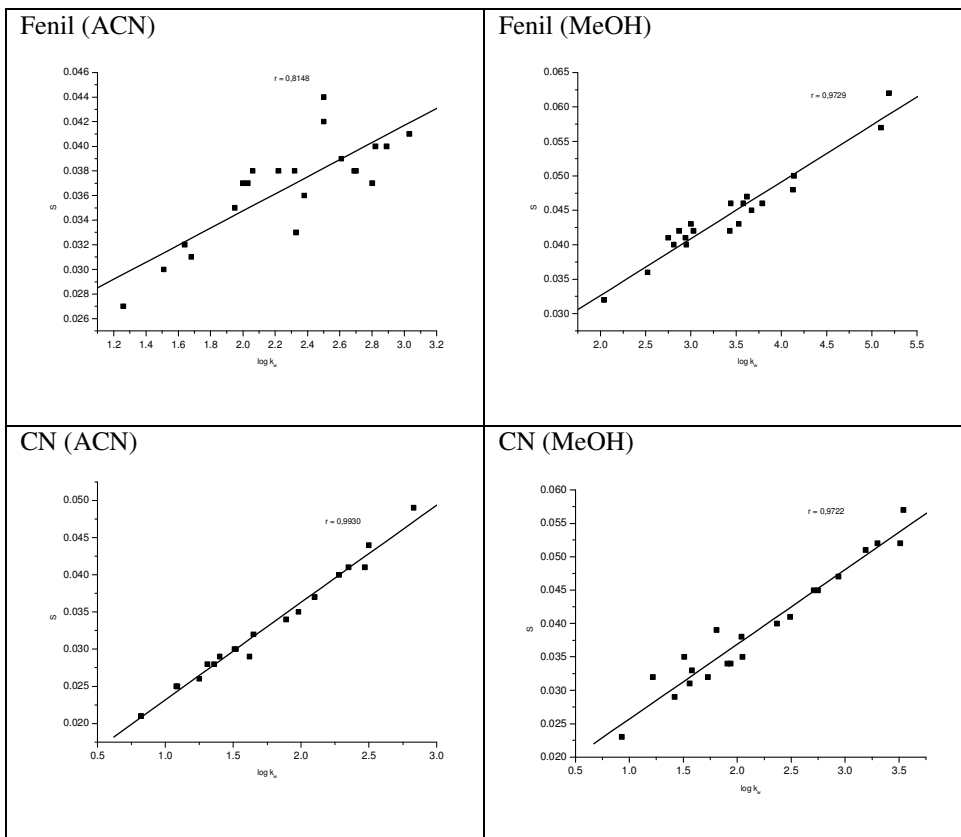 Fenil (ACN)
r = 0,8148
0.046
0.044
0.042
0.040
0.038
0.036
0.034
0.032
0.030
0.028
0.026
S
1.2 1.4 1.6 1.8 2.0 2.2 2.4 2.6 2.8 3.0 3.2
log k_w
Fenil (MeOH)
r = 0,9729
0.065
0.060
0.055
0.050
0.045
0.040
0.035
0.030
S
2.0 2.5 3.0 3.5 4.0 4.5 5.0 5.5
log k_w
CN (ACN)
r = 0,9930
0.050
0.045
0.040
0.035
0.030
0.025
0.020
S
0.5 1.0 1.5 2.0 2.5 3.0
log k_w
CN (MeOH)
r = 0,9722
0.060
0.055
0.050
0.045
0.040
0.035
0.030
0.025
0.020
S
0.5 1.0 1.5 2.0 2.5 3.0 3.5
log k_w